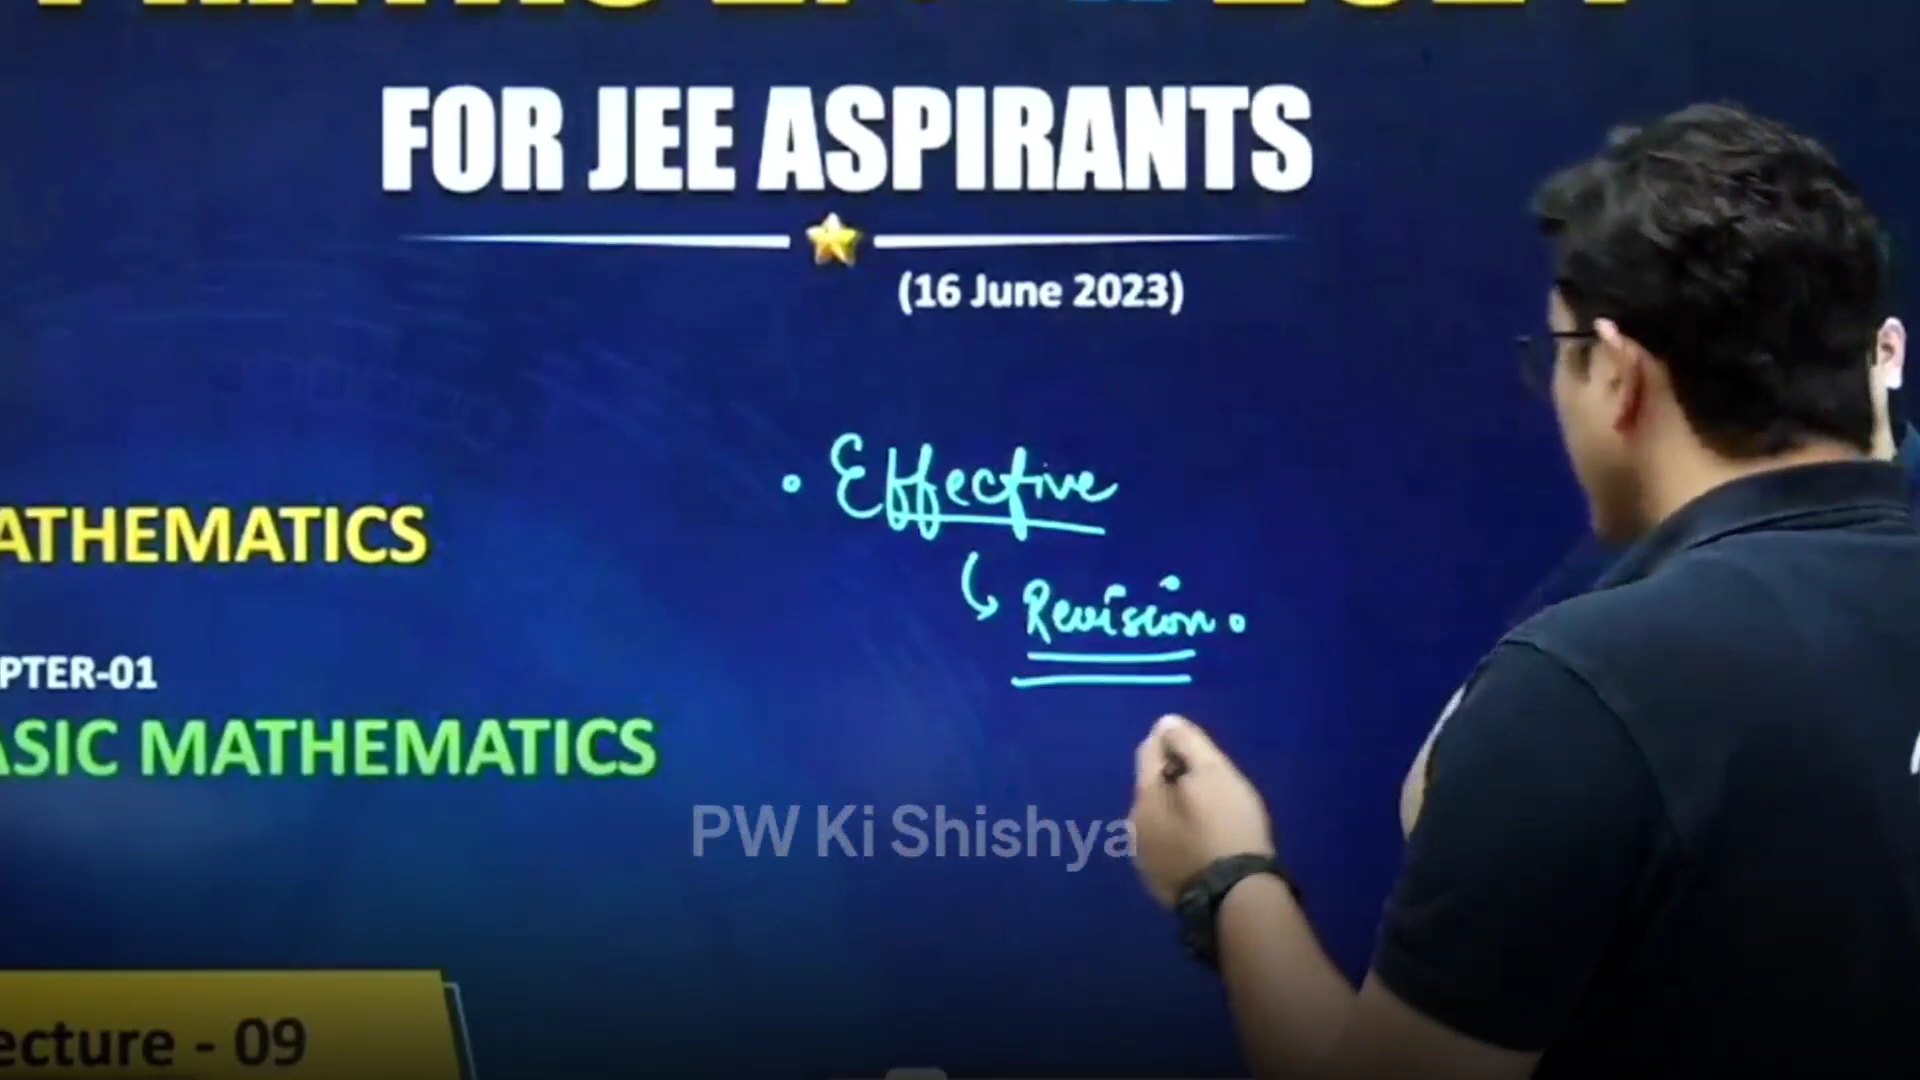 FOR JEE ASPIRANTS
(16 June 2023)
• Effective
Revision.
ATHEMATICS
PTER-01
ASIC MATHEMATICS
PW Ki Shishya
ecture - 09